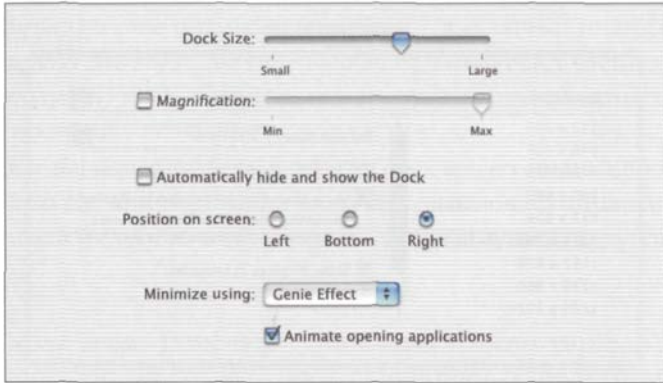 Dock Size:
Small Large
Magnification:
Min Max
Automatically hide and show the Dock
Position on screen:
Left Bottom Right
Minimize using: Genie Effect
Animate opening applications